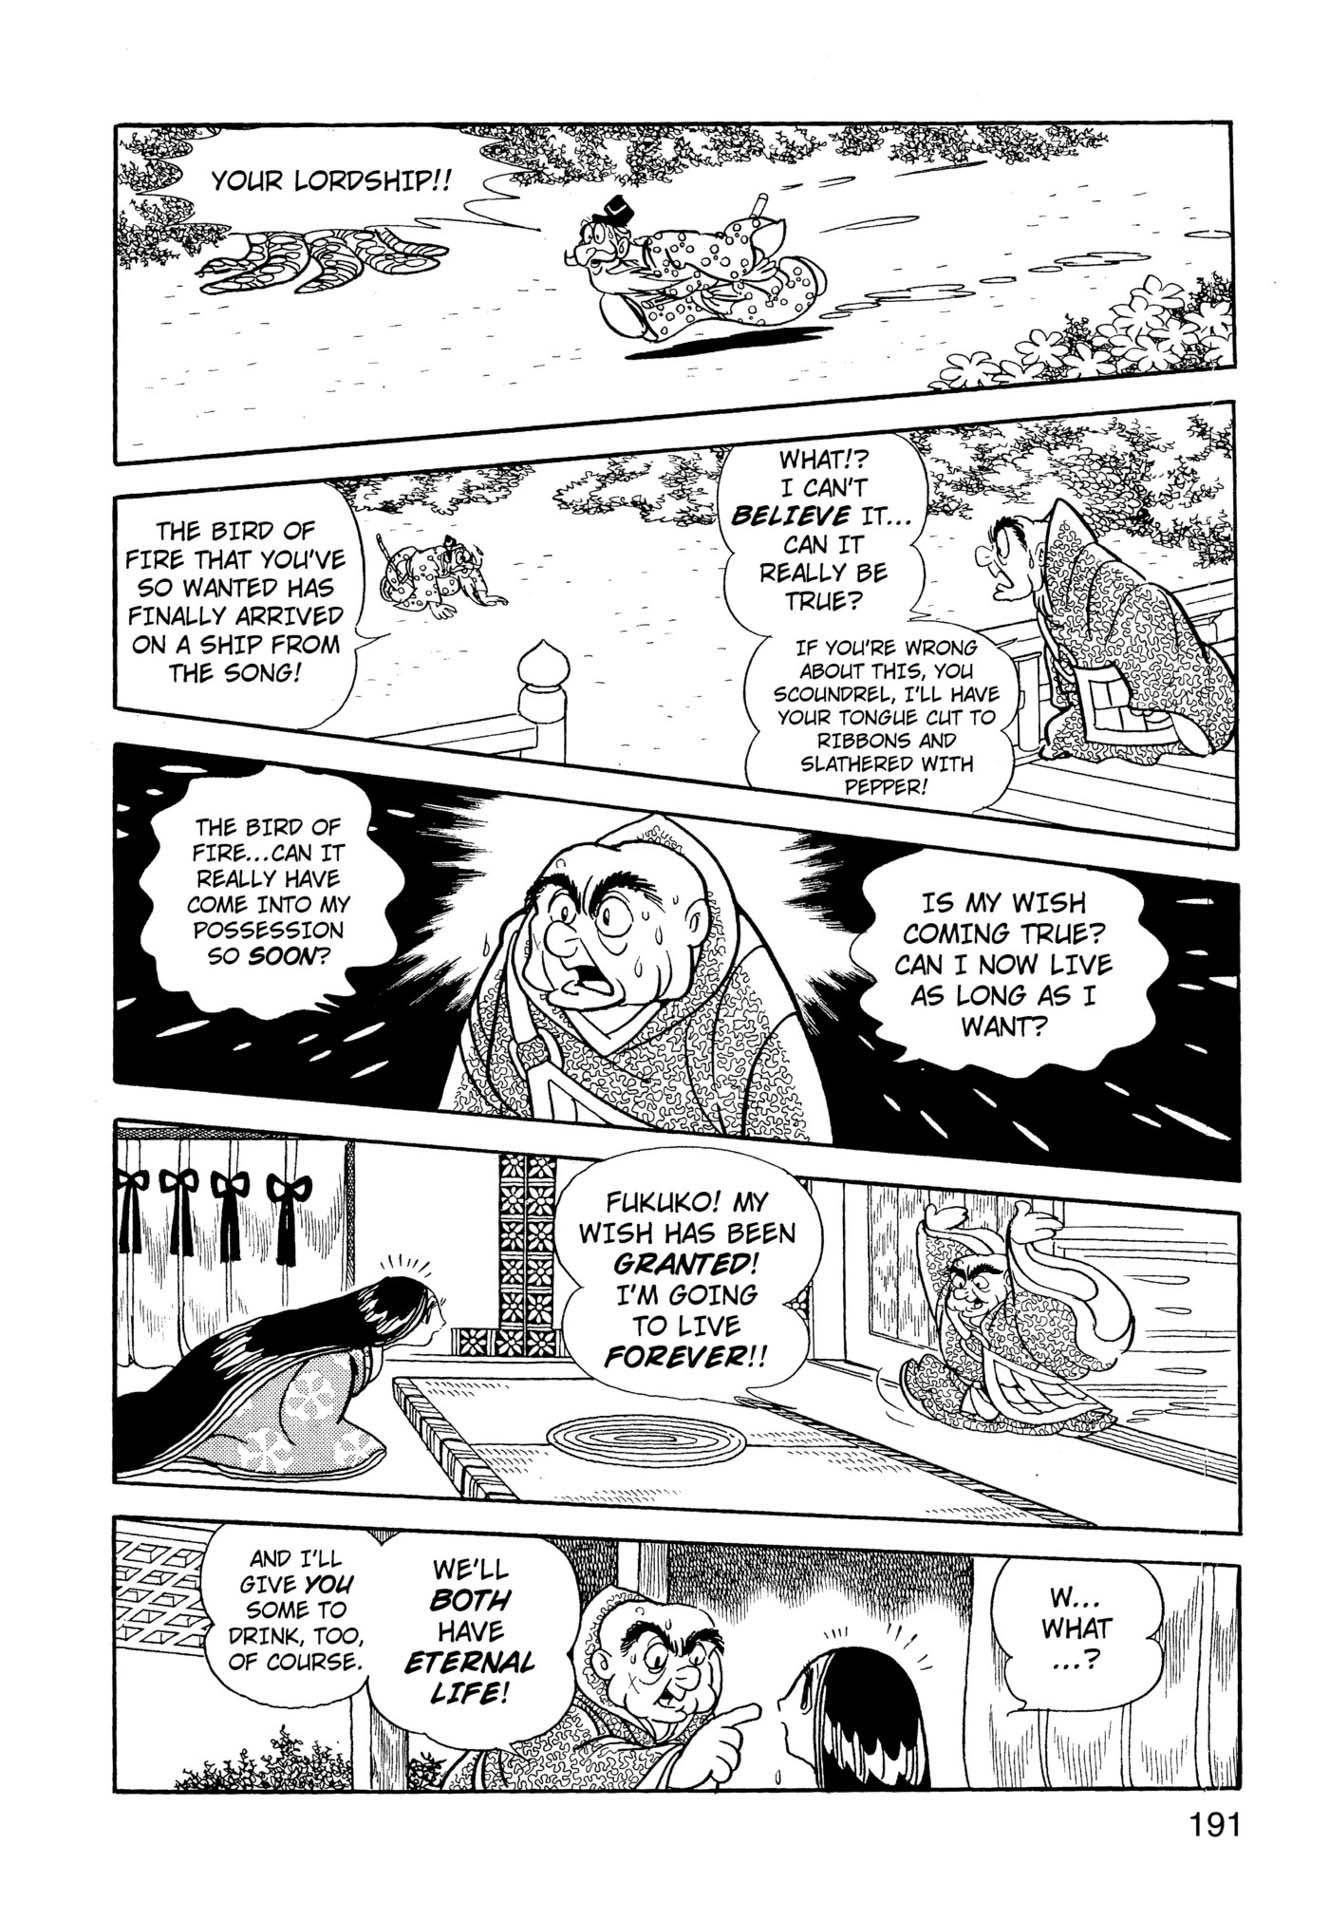 YOUR LORDSHIP!!
THE BIRD OF
FIRE THAT YOU'VE
SO WANTED HAS
FINALLY ARRIVED
ON A SHIP FROM
THE SONG!
WHAT!?
I CAN'T
BELIEVE IT...
CAN IT
REALLY BE
TRUE?
IF YOU'RE WRONG
ABOUT THIS, YOU
SCOUNDREL, I'LL HAVE
YOUR TONGUE CUT TO
RIBBONS AND
SLATHERED WITH
PEPPER!
THE BIRD OF
FIRE...CAN IT
REALLY HAVE
COME INTO MY
POSSESSION
SO SOON?
IS MY WISH
COMING TRUE?
CAN I NOW LIVE
AS LONG AS I
WANT?
FUKUKO! MY
WISH HAS BEEN
GRANTED!
I'M GOING
TO LIVE
FOREVER!!
AND I'LL
GIVE YOU
SOME TO
DRINK, TOO,
OF COURSE.
WE'LL
BOTH
HAVE
ETERNAL
LIFE!
W...
WHAT
...?
191